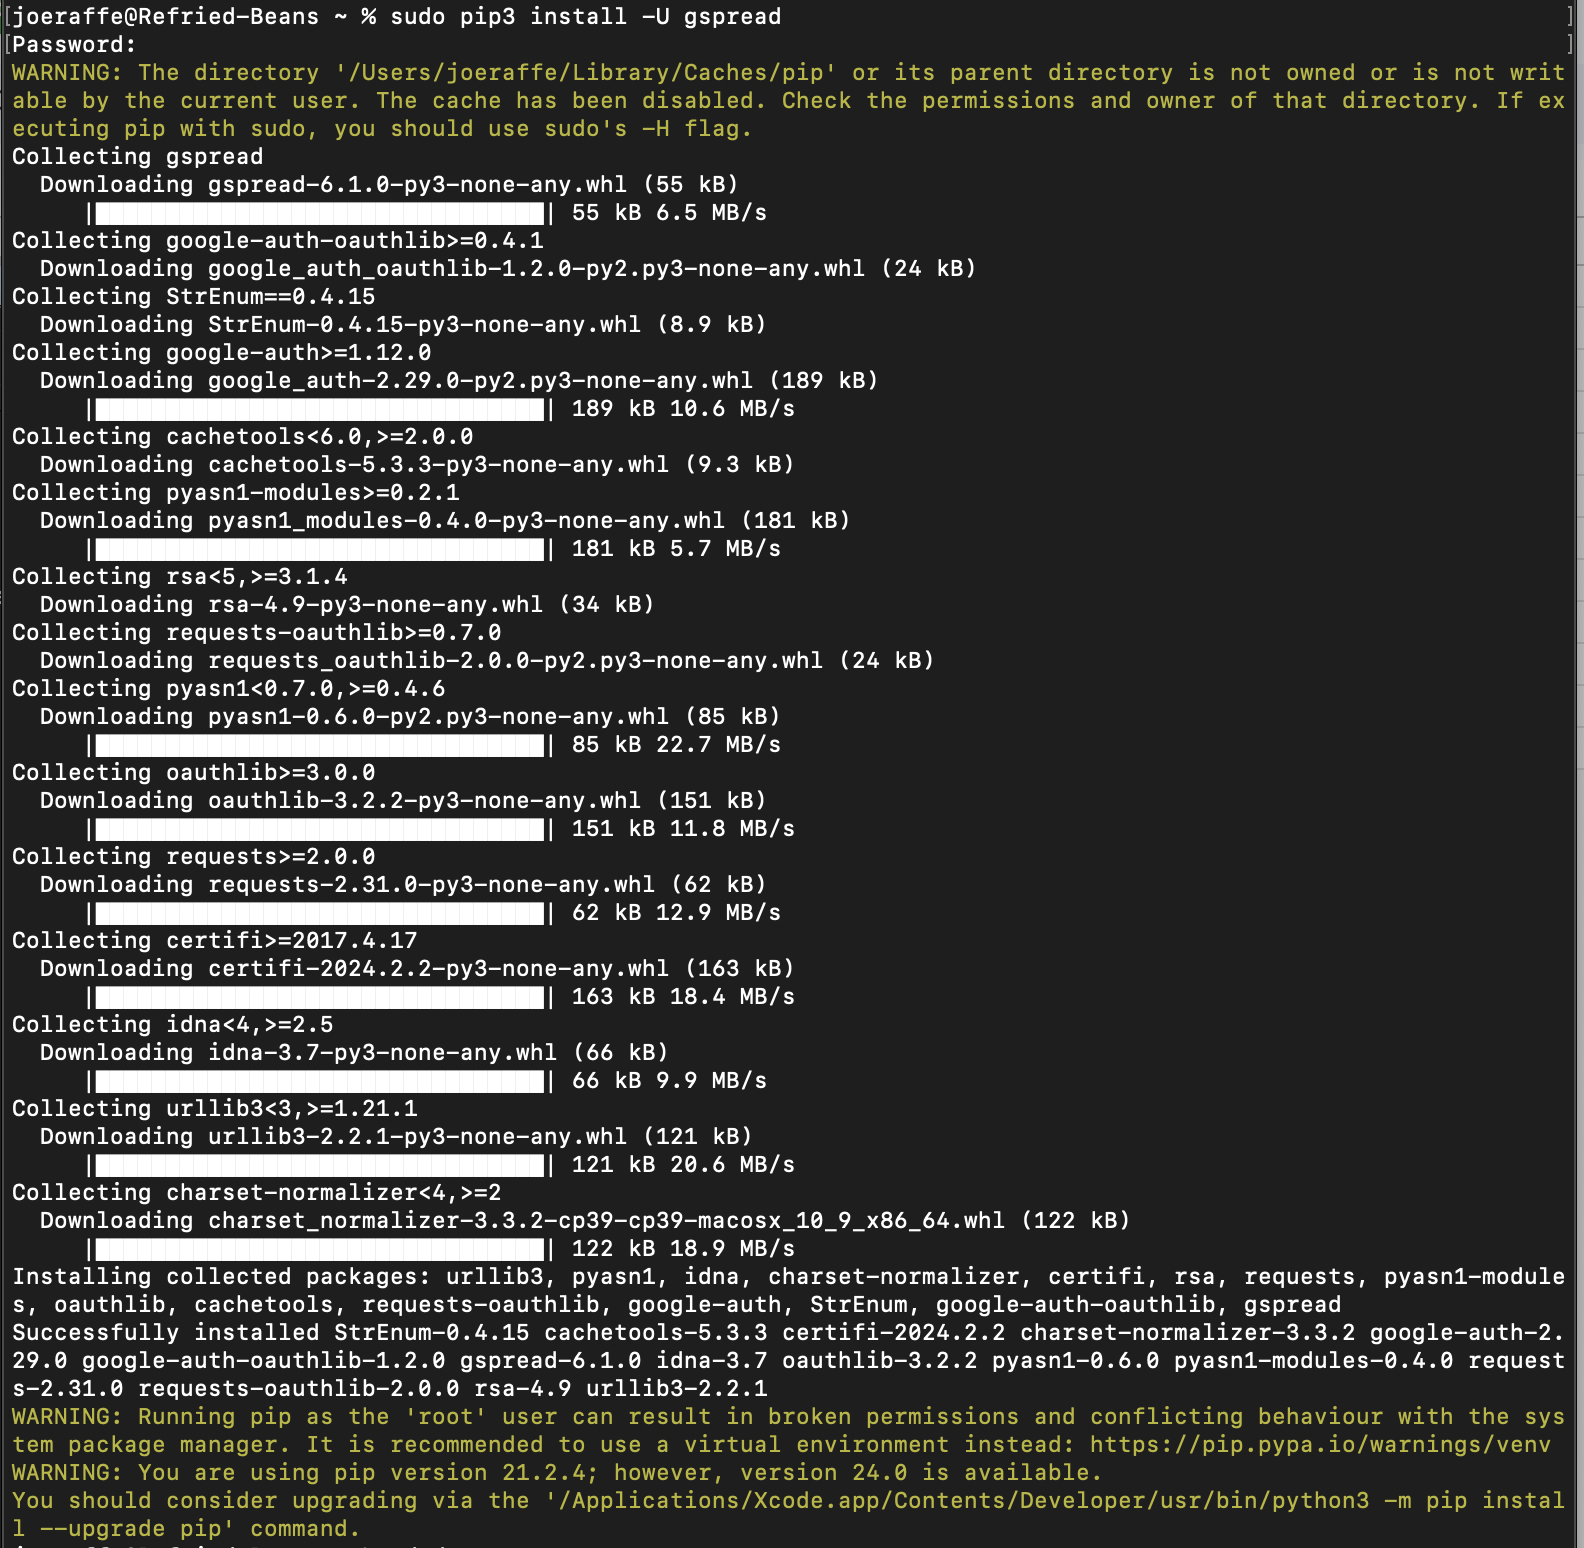 [joeraffe@Refried-Beans ~ % sudo pip3 install -U gspread ]
[Password: ]
WARNING: The directory '/Users/joeraffe/Library/Caches/pip' or its parent directory is not owned or is not writ
able by the current user. The cache has been disabled. Check the permissions and owner of that directory. If ex
ecuting pip with sudo, you should use sudo's -H flag.
Collecting gspread
  Downloading gspread-6.1.0-py3-none-any.whl (55 kB)
     |████████████████████████████████| 55 kB 6.5 MB/s
Collecting google-auth-oauthlib>=0.4.1
  Downloading google_auth_oauthlib-1.2.0-py2.py3-none-any.whl (24 kB)
Collecting StrEnum==0.4.15
  Downloading StrEnum-0.4.15-py3-none-any.whl (8.9 kB)
Collecting google-auth>=1.12.0
  Downloading google_auth-2.29.0-py2.py3-none-any.whl (189 kB)
     |████████████████████████████████| 189 kB 10.6 MB/s
Collecting cachetools<6.0,>=2.0.0
  Downloading cachetools-5.3.3-py3-none-any.whl (9.3 kB)
Collecting pyasn1-modules>=0.2.1
  Downloading pyasn1_modules-0.4.0-py3-none-any.whl (181 kB)
     |████████████████████████████████| 181 kB 5.7 MB/s
Collecting rsa<5,>=3.1.4
  Downloading rsa-4.9-py3-none-any.whl (34 kB)
Collecting requests-oauthlib>=0.7.0
  Downloading requests_oauthlib-2.0.0-py2.py3-none-any.whl (24 kB)
Collecting pyasn1<0.7.0,>=0.4.6
  Downloading pyasn1-0.6.0-py2.py3-none-any.whl (85 kB)
     |████████████████████████████████| 85 kB 22.7 MB/s
Collecting oauthlib>=3.0.0
  Downloading oauthlib-3.2.2-py3-none-any.whl (151 kB)
     |████████████████████████████████| 151 kB 11.8 MB/s
Collecting requests>=2.0.0
  Downloading requests-2.31.0-py3-none-any.whl (62 kB)
     |████████████████████████████████| 62 kB 12.9 MB/s
Collecting certifi>=2017.4.17
  Downloading certifi-2024.2.2-py3-none-any.whl (163 kB)
     |████████████████████████████████| 163 kB 18.4 MB/s
Collecting idna<4,>=2.5
  Downloading idna-3.7-py3-none-any.whl (66 kB)
     |████████████████████████████████| 66 kB 9.9 MB/s
Collecting urllib3<3,>=1.21.1
  Downloading urllib3-2.2.1-py3-none-any.whl (121 kB)
     |████████████████████████████████| 121 kB 20.6 MB/s
Collecting charset-normalizer<4,>=2
  Downloading charset_normalizer-3.3.2-cp39-cp39-macosx_10_9_x86_64.whl (122 kB)
     |████████████████████████████████| 122 kB 18.9 MB/s
Installing collected packages: urllib3, pyasn1, idna, charset-normalizer, certifi, rsa, requests, pyasn1-module
s, oauthlib, cachetools, requests-oauthlib, google-auth, StrEnum, google-auth-oauthlib, gspread
Successfully installed StrEnum-0.4.15 cachetools-5.3.3 certifi-2024.2.2 charset-normalizer-3.3.2 google-auth-2.
29.0 google-auth-oauthlib-1.2.0 gspread-6.1.0 idna-3.7 oauthlib-3.2.2 pyasn1-0.6.0 pyasn1-modules-0.4.0 request
s-2.31.0 requests-oauthlib-2.0.0 rsa-4.9 urllib3-2.2.1
WARNING: Running pip as the 'root' user can result in broken permissions and conflicting behaviour with the sys
tem package manager. It is recommended to use a virtual environment instead: https://pip.pypa.io/warnings/venv
WARNING: You are using pip version 21.2.4; however, version 24.0 is available.
You should consider upgrading via the '/Applications/Xcode.app/Contents/Developer/usr/bin/python3 -m pip instal
l --upgrade pip' command.